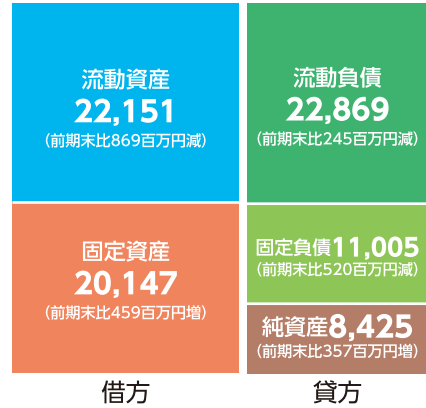 流動資産
22,151
(前期末比869百万円減)
固定資産
20,147
(前期末比459百万円増)
借方
流動負債
22,869
(前期末比245百万円減)
固定負債11,005
(前期末比520百万円減)
純資産8,425
(前期末比357百万円増)
貸方